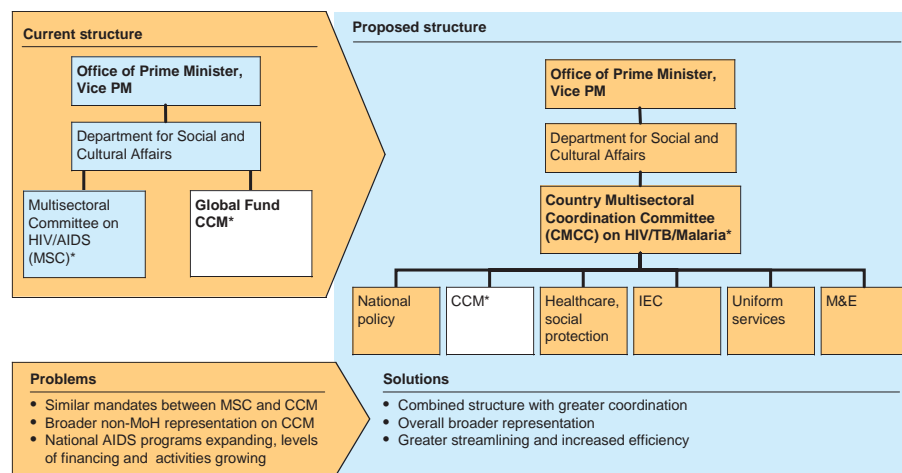 Current structure
Office of Prime Minister,
Vice PM
Department for Social and
Cultural Affairs
Multisectoral
Committee on
HIV/AIDS
(MSC)*
Global Fund
CCM*
Proposed structure
Office of Prime Minister,
Vice PM
Department for Social and
Cultural Affairs
Country Multisectoral
Coordination Committee
(CMCC) on HIV/TB/Malaria*
National
policy
CCM*
Healthcare,
social
protection
IEC
Uniform
services
M&E
Problems
• Similar mandates between MSC and CCM
• Broader non-MoH representation on CCM
• National AIDS programs expanding, levels
of financing and activities growing
Solutions
• Combined structure with greater coordination
• Overall broader representation
• Greater streamlining and increased efficiency